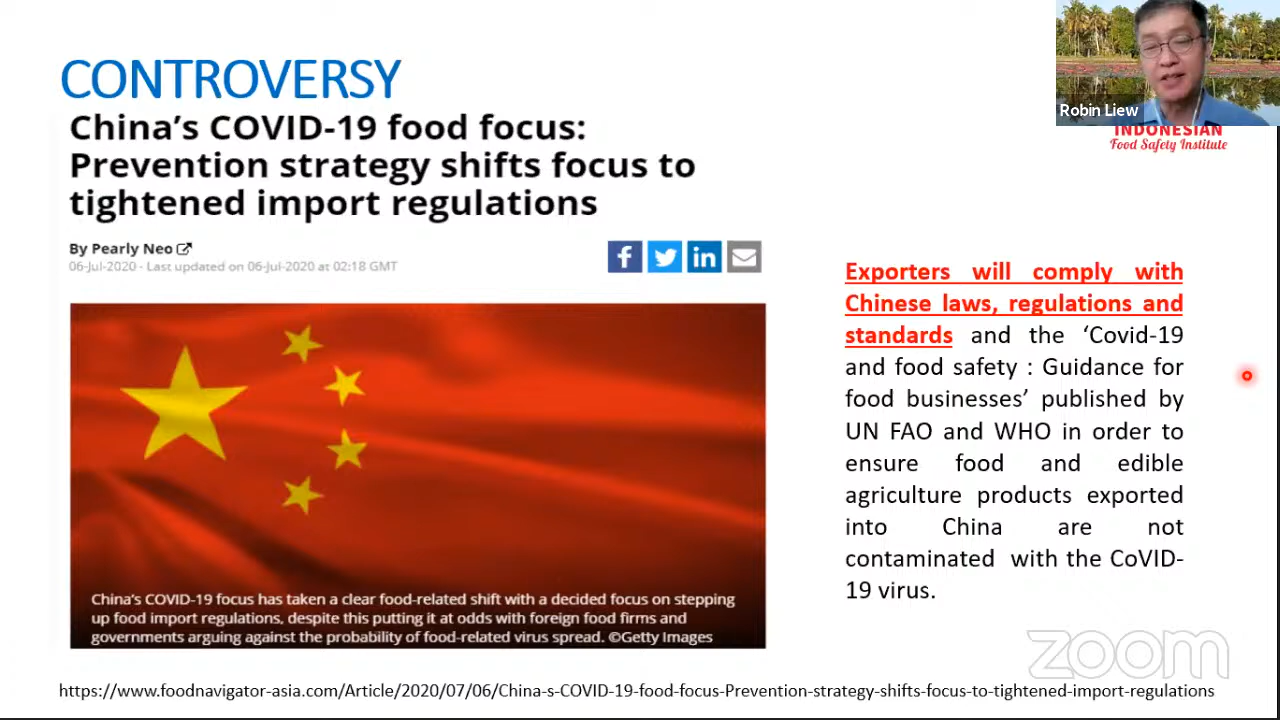 CONTROVERSY
China's COVID-19 food focus:
Prevention strategy shifts focus to
tightened import regulations
By Pearly Neo
06-Jul-2020 - Last updated on 06-Jul-2020 at 02:18 GMT
f
in
China's COVID-19 focus has taken a clear food-related shift with a decided focus on stepping
up food import regulations, despite this putting it at odds with foreign food firms and
governments arguing against the probability of food-related virus spread. ©Getty Images
Robin Liew
INDONESIAN
Food Safety Institute
Exporters will comply with
Chinese laws, regulations and
standards and the ‘Covid-19
and food safety : Guidance for
food businesses’ published by
UN FAO and WHO in order to
ensure food and edible
agriculture products exported
into China are not
contaminated with the CoVID-
19 virus.
zoom
https://www.foodnavigator-asia.com/Article/2020/07/06/China-s-COVID-19-food-focus-Prevention-strategy-shifts-focus-to-tightened-import-regulations